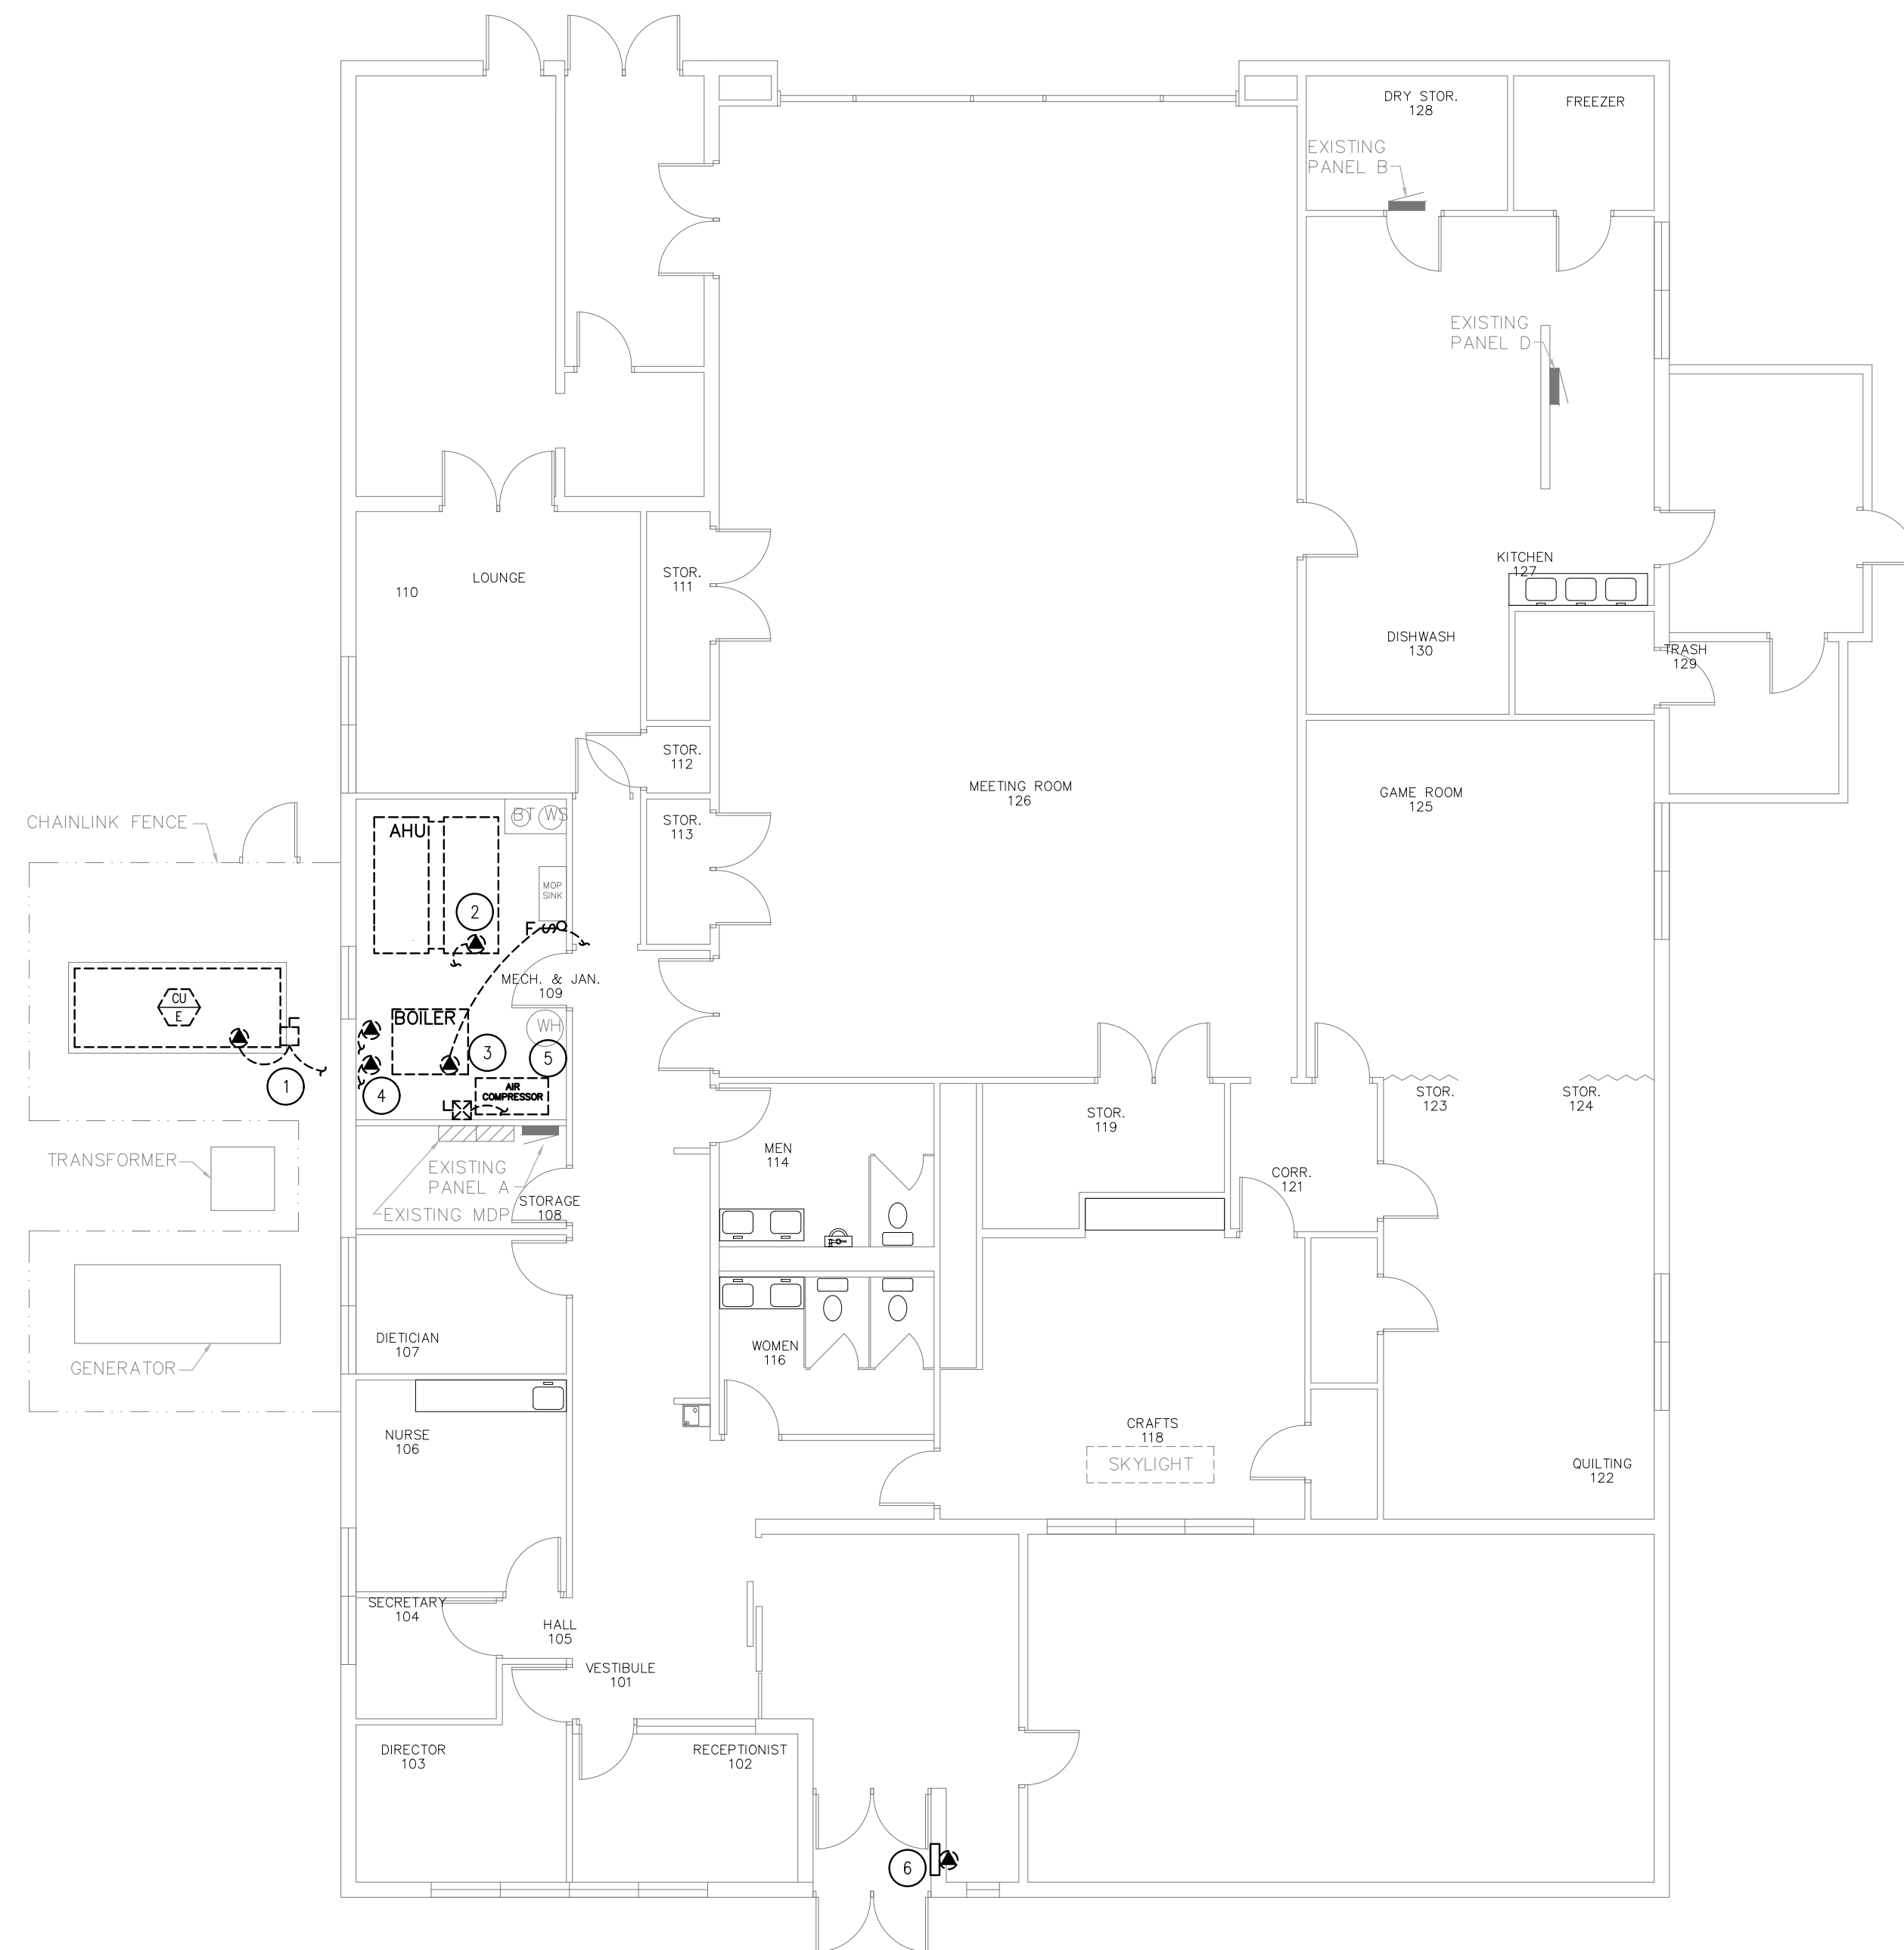 DRY STOR.
128
FREEZER
EXISTING
PANEL B
EXISTING
PANEL D
KITCHEN
127
LOUNGE
110
STOR.
111
DISHWASH
130
TRASH
129
STOR.
112
MEETING ROOM
126
GAME ROOM
125
CHAINLINK FENCE
AHU
BT WS
STOR.
113
MOP
SINK
2
F S
MECH. & JAN.
109
CU
E
BOILER
WH
3
5
1
4
AIR
COMPRESSOR
STOR.
123
STOR.
124
STOR.
119
MEN
114
TRANSFORMER
EXISTING
PANEL A
CORR.
121
STORAGE
108
EXISTING MDP
DIETICIAN
107
WOMEN
116
GENERATOR
NURSE
106
CRAFTS
118
SKYLIGHT
QUILTING
122
SECRETARY
104
HALL
105
VESTIBULE
101
DIRECTOR
103
RECEPTIONIST
102
6